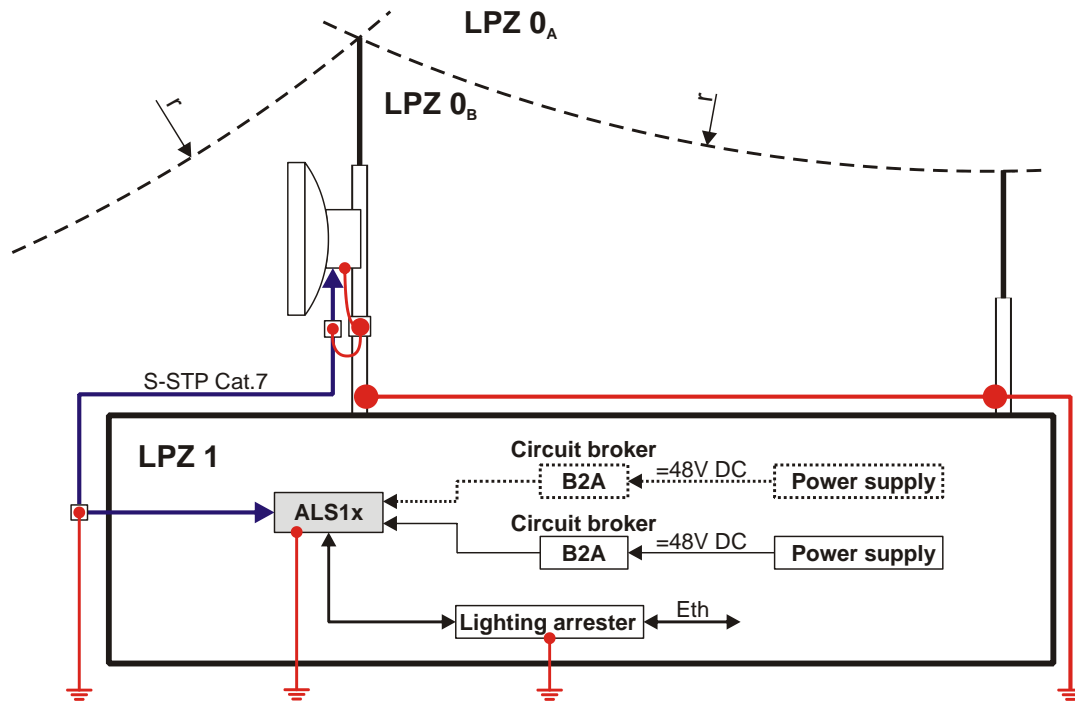 LPZ 0A
r
LPZ 0B
r
S-STP Cat.7
LPZ 1
Circuit broker
B2A
=48V DC
Power supply
ALS1x
Circuit broker
B2A
=48V DC
Power supply
Lighting arrester
Eth